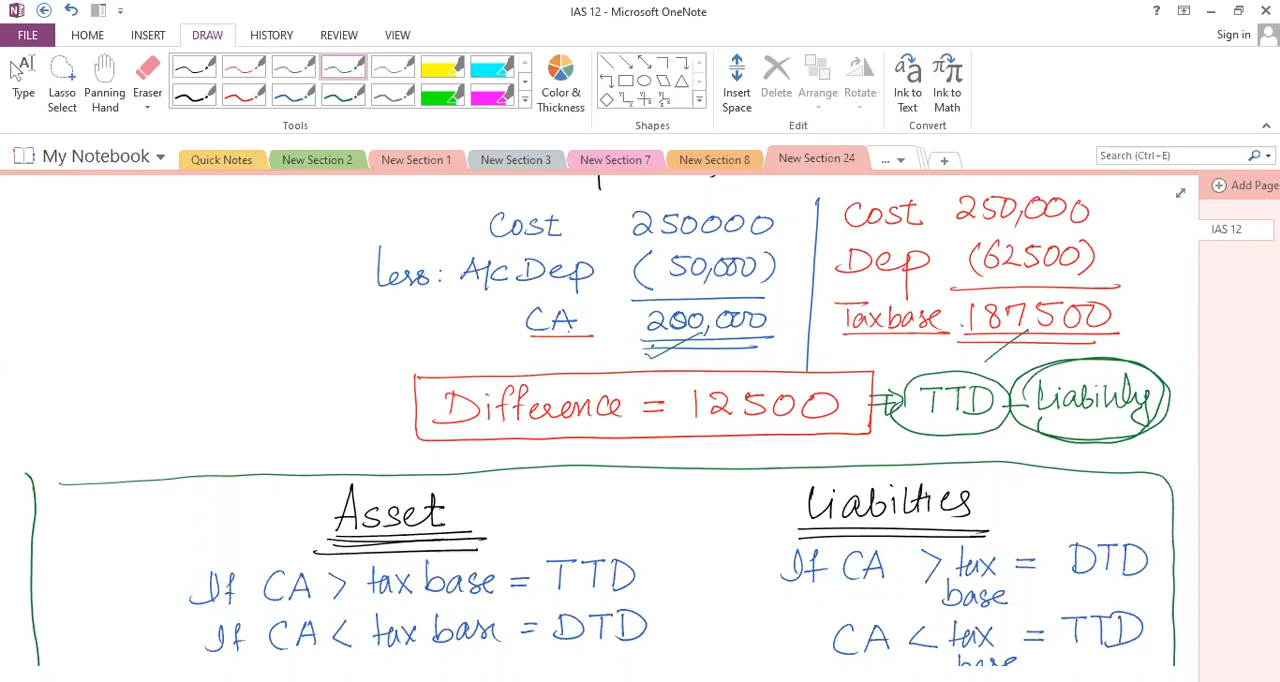 IAS 12 - Microsoft OneNote
?
FILE HOME INSERT DRAW HISTORY REVIEW VIEW
Sign in
Type
Lasso Select
Panning Hand
Eraser
Color & Thickness
Insert Space
Delete
Arrange
Rotate
Ink to Text
Ink to Math
Tools
Shapes
Edit
Convert
My Notebook
Quick Notes
New Section 2
New Section 1
New Section 3
New Section 7
New Section 8
New Section 24
...
Search (Ctrl+E)
Add Page
IAS 12
Cost 250000
Less: A/C Dep (50,000)
CA 200,000
Cost 250,000
Dep (62500)
Tax base 187500
Difference = 12500 ⇒ TTD - Liability
Asset
If CA > tax base = TTD
If CA < tax base = DTD
Liabilties
If CA > tax base = DTD
CA < tax base = TTD